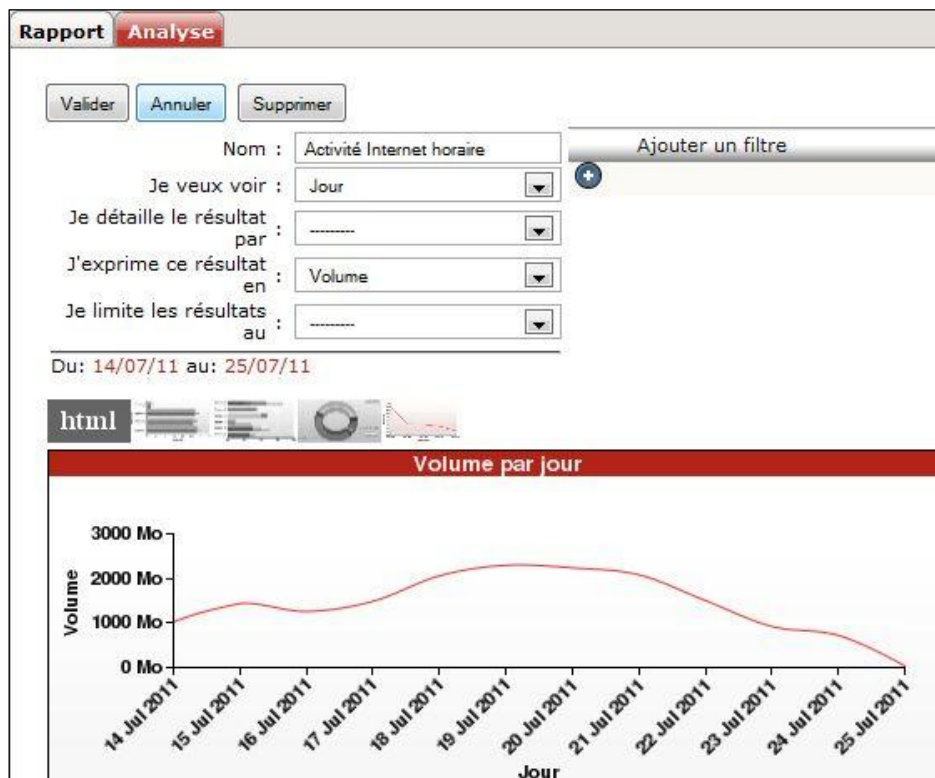 Rapport Analyse
Valider Annuler Supprimer
Nom : Activité Internet horaire
Ajouter un filtre
Je veux voir : Jour
Je détaille le résultat
par : ---------
J'exprime ce résultat
en : Volume
Je limite les résultats
au : ---------
Du: 14/07/11 au: 25/07/11
html
Volume par jour
3000 Mo
2000 Mo
1000 Mo
0 Mo
Volume
14 Jul 2011
15 Jul 2011
16 Jul 2011
17 Jul 2011
18 Jul 2011
19 Jul 2011
20 Jul 2011
21 Jul 2011
22 Jul 2011
23 Jul 2011
24 Jul 2011
25 Jul 2011
Jour